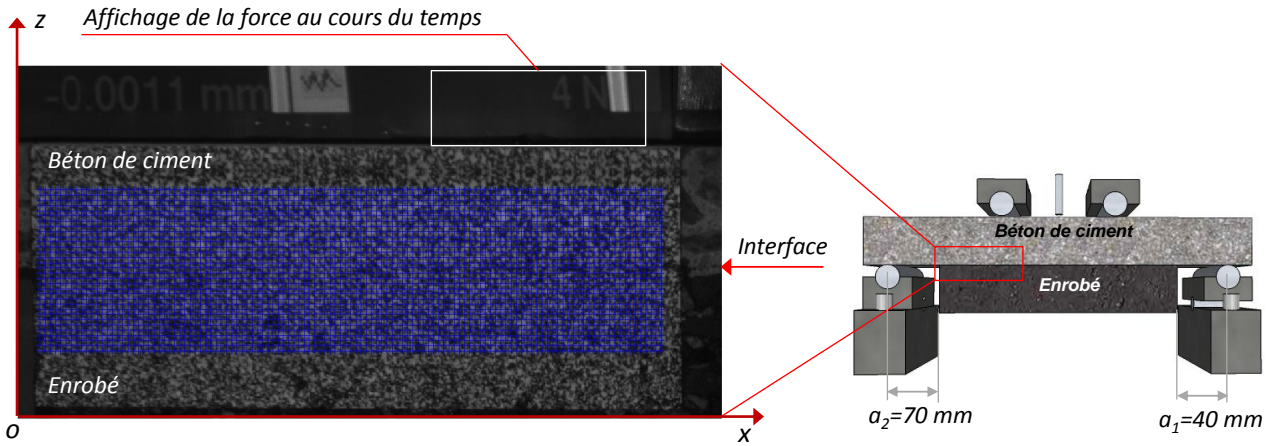 z
Affichage de la force au cours du temps
-0.0011 mm
4 N
Béton de ciment
Interface
Enrobé
o
x
Béton de ciment
Enrobé
a2=70 mm
a1=40 mm